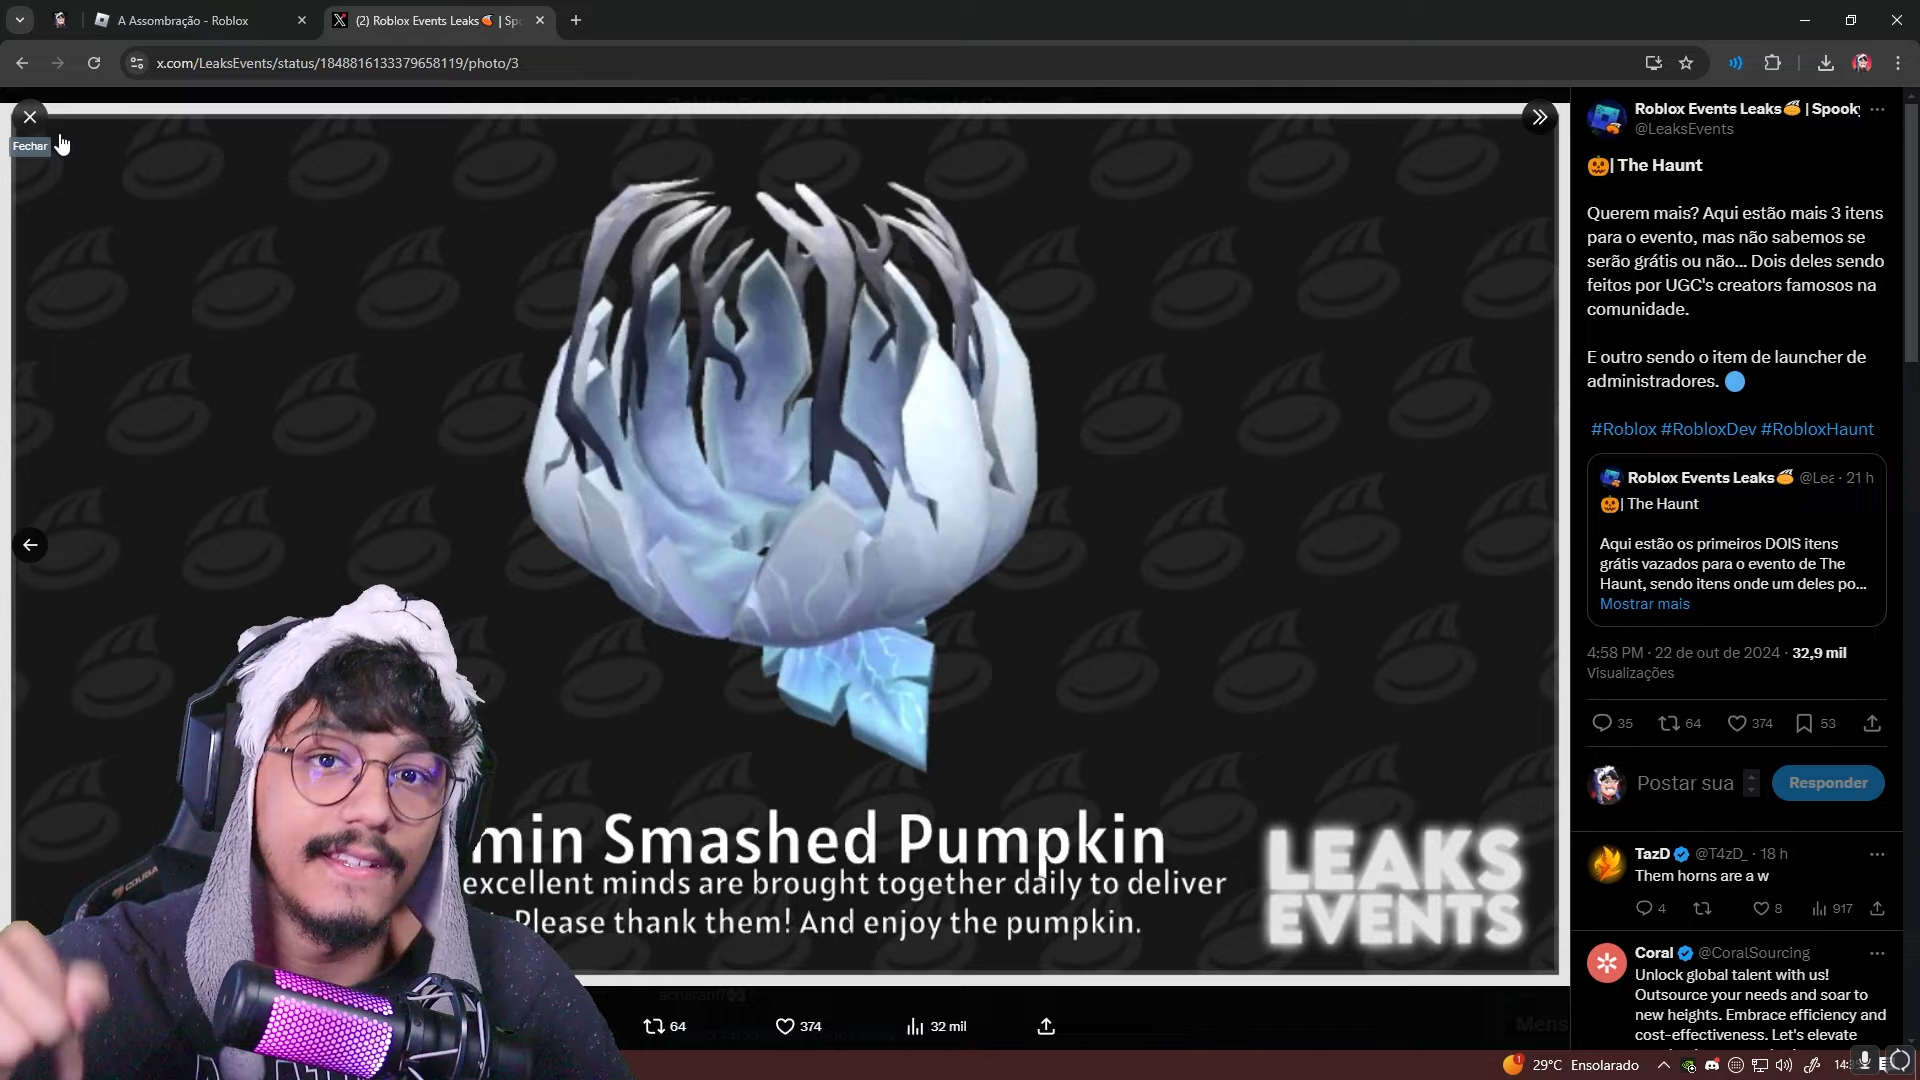 A Assombração - Roblox
(2) Roblox Events Leaks | Sp
x.com/LeaksEvents/status/1848816133379658119/photo/3
Fechar
min Smashed Pumpkin
excellent minds are brought together daily to deliver
Please thank them! And enjoy the pumpkin.
LEAKS
EVENTS
64
374
32 mil
Roblox Events Leaks | Spooky
@LeaksEvents
🎃| The Haunt
Querem mais? Aqui estão mais 3 itens
para o evento, mas não sabemos se
serão grátis ou não... Dois deles sendo
feitos por UGC's creators famosos na
comunidade.
E outro sendo o item de launcher de
administradores. 🔵
#Roblox #RobloxDev #RobloxHaunt
Roblox Events Leaks @Lea · 21 h
🎃| The Haunt
Aqui estão os primeiros DOIS itens
grátis vazados para o evento de The
Haunt, sendo itens onde um deles po...
Mostrar mais
4:58 PM · 22 de out de 2024 · 32,9 mil
Visualizações
35 64 374 53
Postar sua
Responder
TazD @T4zD_ · 18 h
Them horns are a w
4 8 917
Coral @CoralSourcing
Unlock global talent with us!
Outsource your needs and soar to
new heights. Embrace efficiency and
cost-effectiveness. Let's elevate
COUGAR
29°C Ensolarado